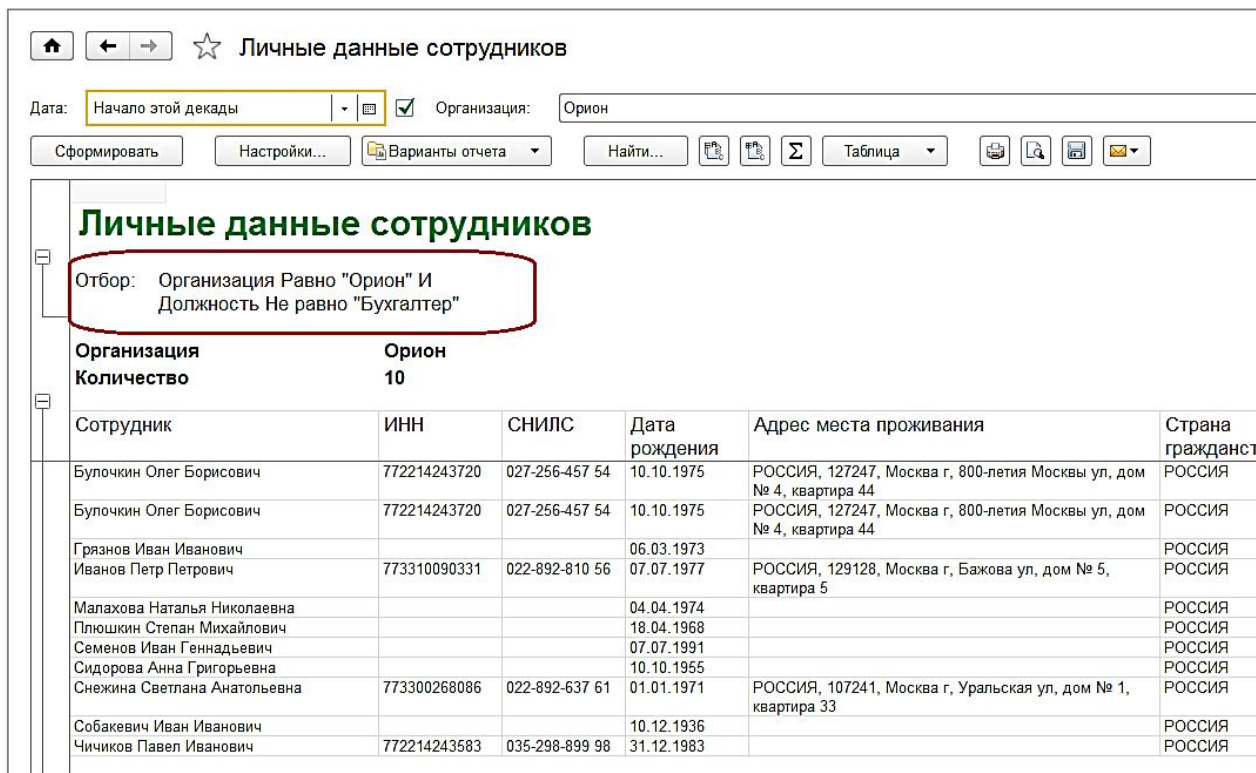 Личные данные сотрудников
Дата: Начало этой декады Организация: Орион
Сформировать Настройки... Варианты отчета Найти... Σ Таблица
Личные данные сотрудников
Отбор: Организация Равно "Орион" И
Должность Не равно "Бухгалтер"
Организация Орион
Количество 10
Сотрудник ИНН СНИЛС Дата Адрес места проживания Страна
рождения гражданст
Булочкин Олег Борисович 772214243720 027-256-457 54 10.10.1975 РОССИЯ, 127247, Москва г, 800-летия Москвы ул, дом РОССИЯ
№ 4, квартира 44
Булочкин Олег Борисович 772214243720 027-256-457 54 10.10.1975 РОССИЯ, 127247, Москва г, 800-летия Москвы ул, дом РОССИЯ
№ 4, квартира 44
Грязнов Иван Иванович 06.03.1973 РОССИЯ
Иванов Петр Петрович 773310090331 022-892-810 56 07.07.1977 РОССИЯ, 129128, Москва г, Бажова ул, дом № 5, РОССИЯ
квартира 5
Малахова Наталья Николаевна 04.04.1974 РОССИЯ
Плюшкин Степан Михайлович 18.04.1968 РОССИЯ
Семенов Иван Геннадьевич 07.07.1991 РОССИЯ
Сидорова Анна Григорьевна 10.10.1955 РОССИЯ
Снежина Светлана Анатольевна 773300268086 022-892-637 61 01.01.1971 РОССИЯ, 107241, Москва г, Уральская ул, дом № 1, РОССИЯ
квартира 33
Собакевич Иван Иванович 10.12.1936 РОССИЯ
Чичиков Павел Иванович 772214243583 035-298-899 98 31.12.1983 РОССИЯ